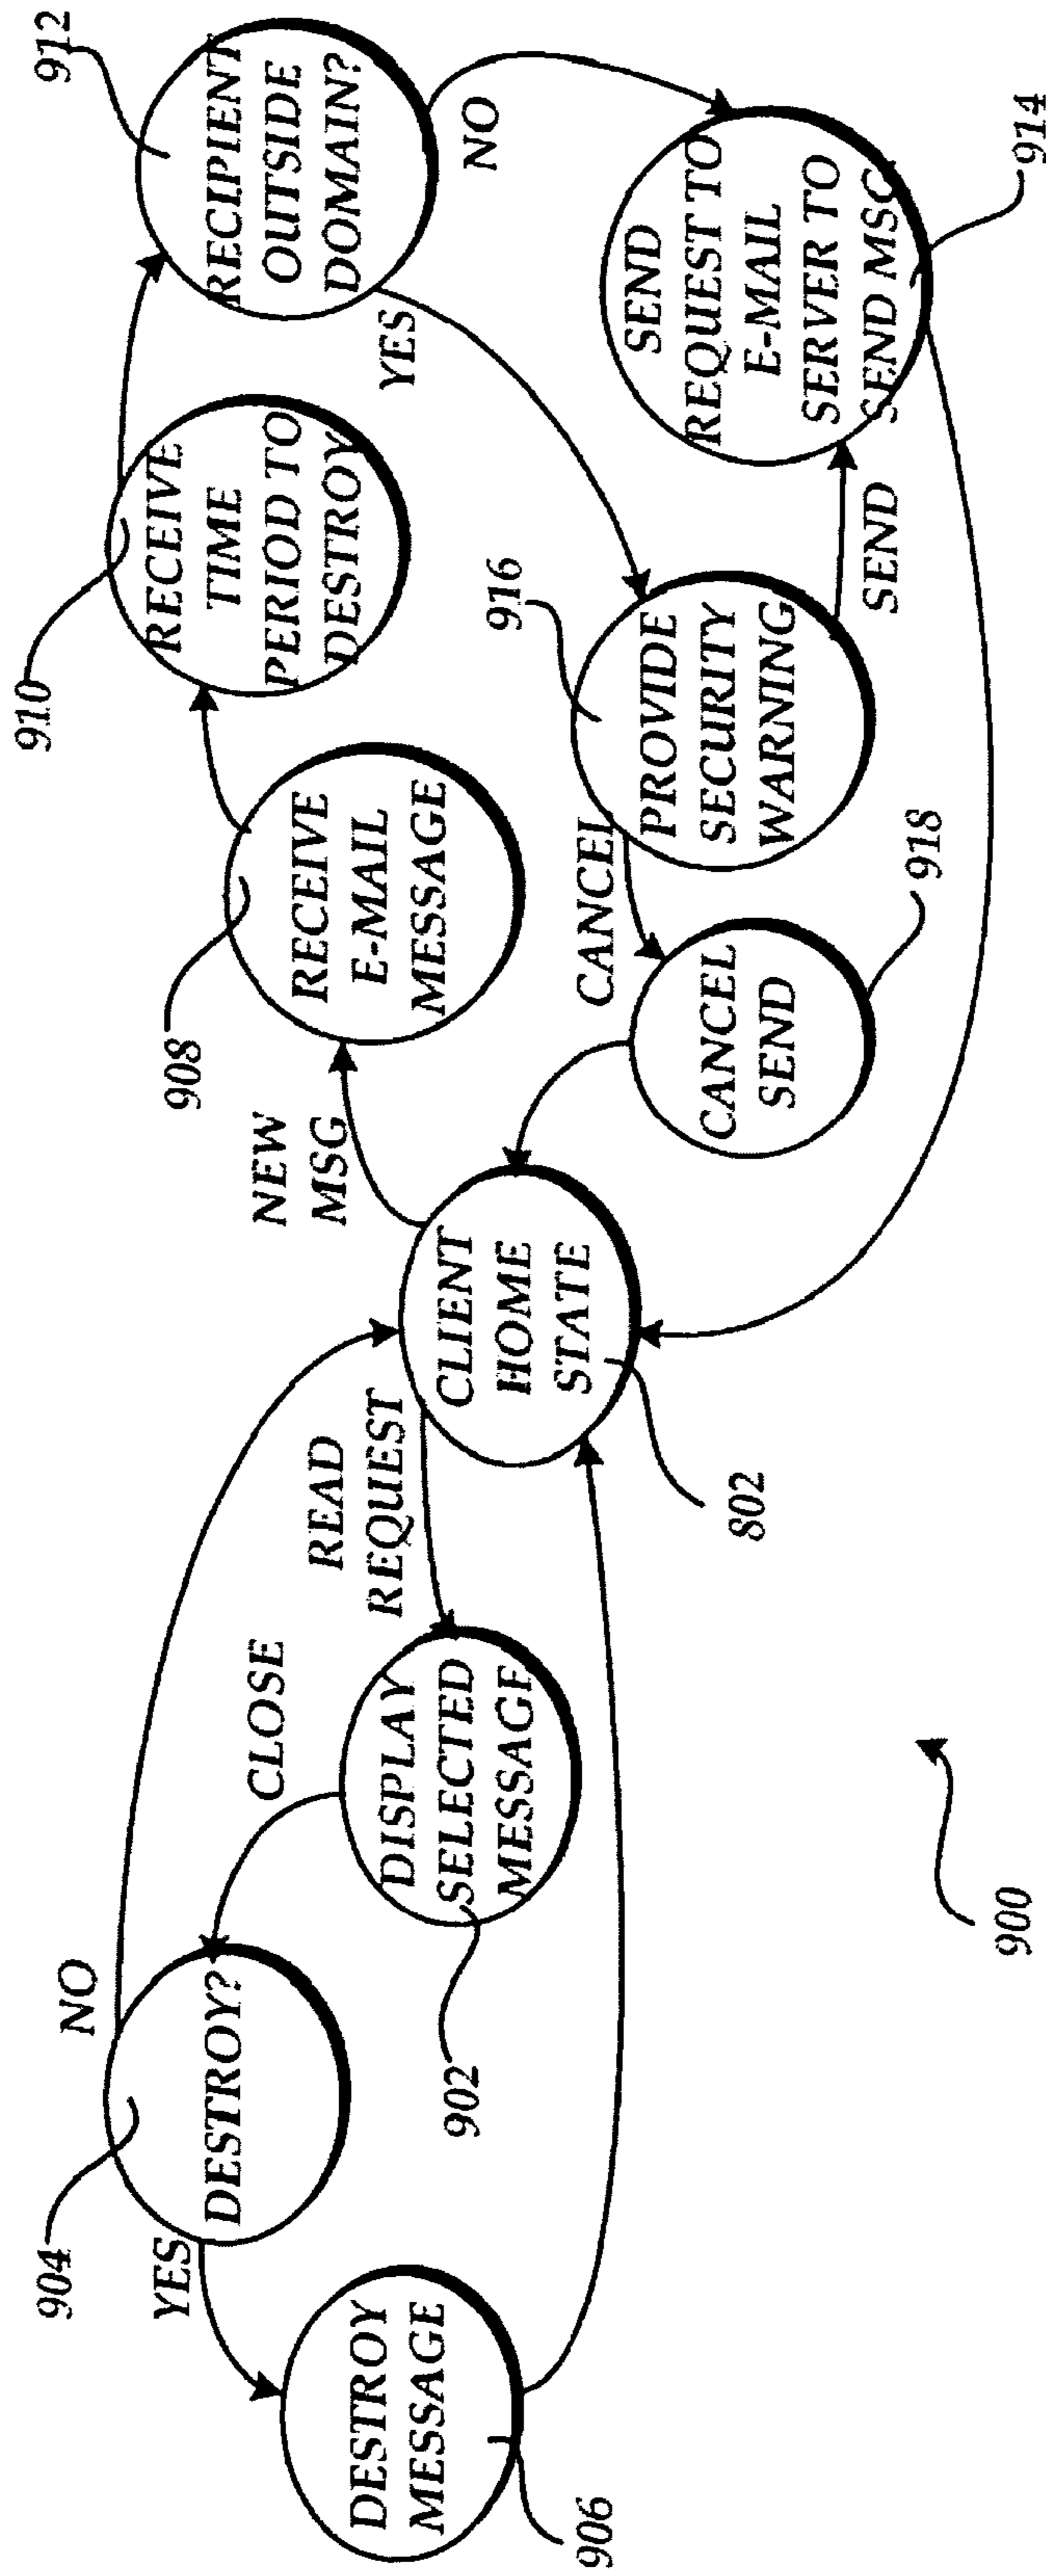 904
YES
NO
DESTROY?
DESTROY
MESSAGE
906
CLOSE
DISPLAY
SELECTED
MESSAGE
902
READ
REQUEST
CLIENT
HOME
STATE
802
NEW
MSG
908
RECEIVE
E-MAIL
MESSAGE
910
RECEIVE
TIME
PERIOD TO
DESTROY
912
RECIPIENT
OUTSIDE
DOMAIN?
YES
NO
916
PROVIDE
SECURITY
WARNING
CANCEL
CANCEL
SEND
918
SEND
SEND
REQUEST TO
E-MAIL
SERVER TO
SEND MSG
914
900